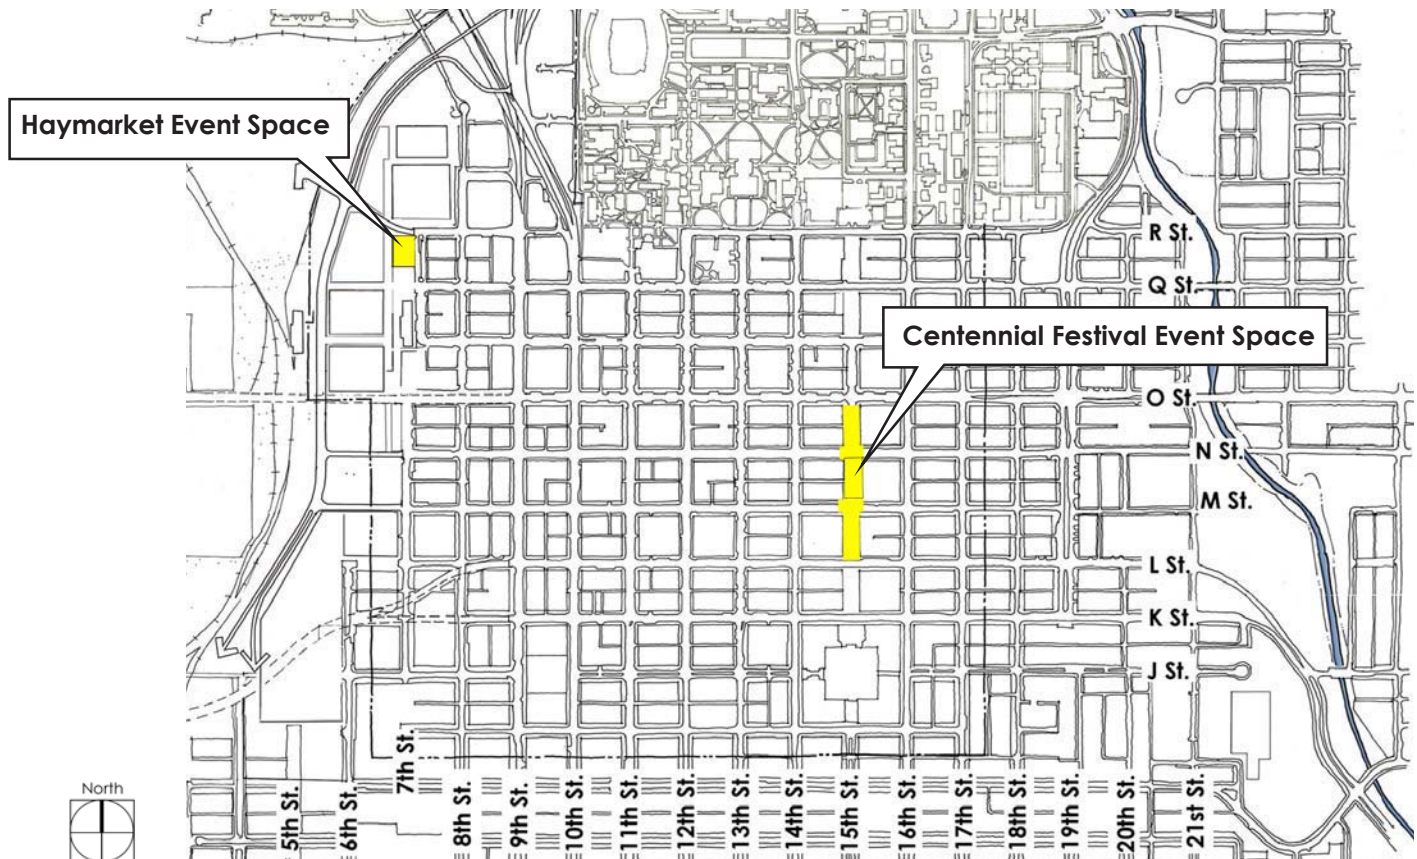 Haymarket Event Space
R St.
Q St.
Centennial Festival Event Space
O St.
N St.
M St.
L St.
K St.
J St.
North
5th St.
6th St.
7th St.
8th St.
9th St.
10th St.
11th St.
12th St.
13th St.
14th St.
15th St.
16th St.
17th St.
18th St.
19th St.
20th St.
21st St.